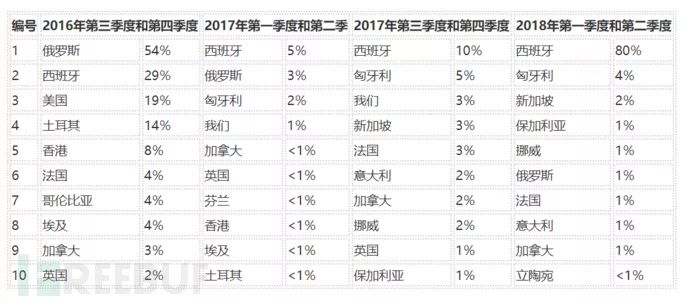 编号 2016年第三季度和第四季度 2017年第一季度和第二季 2017年第三季度和第四季度 2018年第一季度和第二季度
1 俄罗斯 54% 西班牙 5% 西班牙 10% 西班牙 80%
2 西班牙 29% 俄罗斯 3% 匈牙利 5% 匈牙利 4%
3 美国 19% 匈牙利 2% 我们 3% 新加坡 2%
4 土耳其 14% 我们 1% 新加坡 3% 保加利亚 1%
5 香港 8% 加拿大 <1% 法国 3% 挪威 1%
6 法国 4% 英国 <1% 意大利 2% 俄罗斯 1%
7 哥伦比亚 4% 芬兰 <1% 加拿大 2% 法国 1%
8 埃及 4% 香港 <1% 挪威 2% 意大利 1%
9 加拿大 3% 埃及 <1% 英国 1% 加拿大 1%
10 英国 2% 土耳其 <1% 保加利亚 1% 立陶宛 <1%
REEBUF